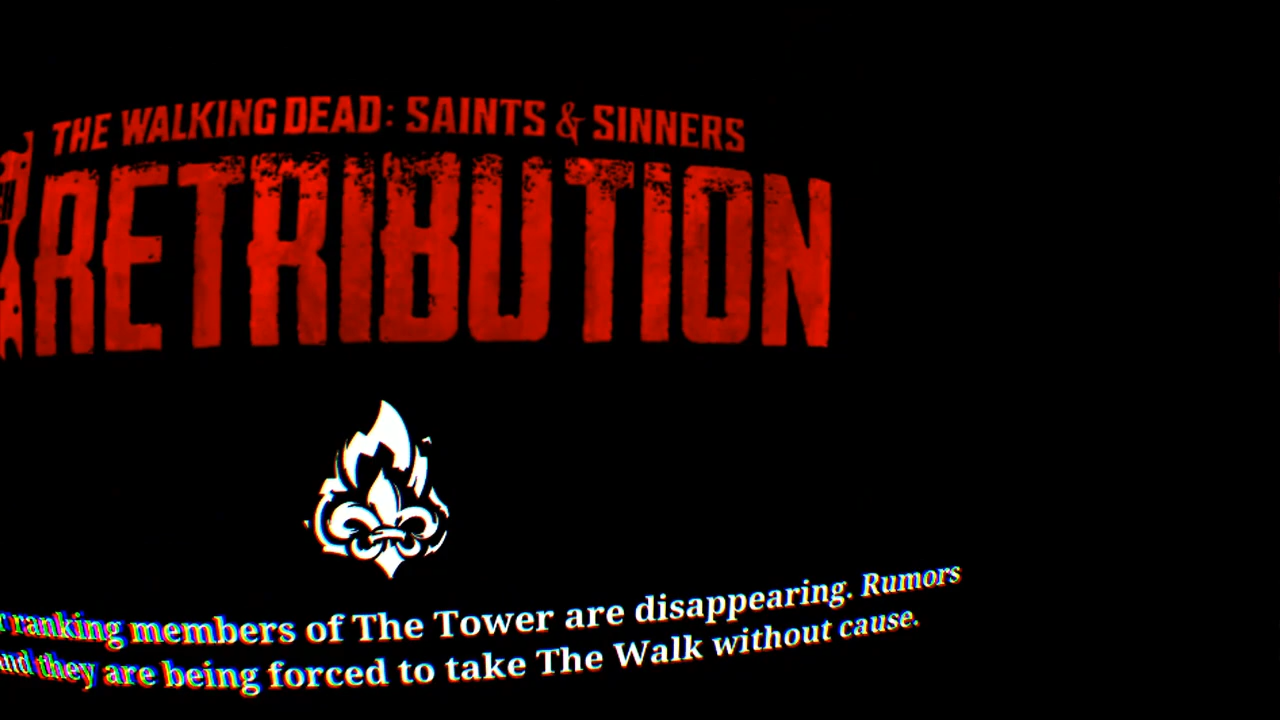 THE WALKING DEAD: SAINTS & SINNERS
RETRIBUTION
ranking members of The Tower are disappearing. Rumors
they are being forced to take The Walk without cause.